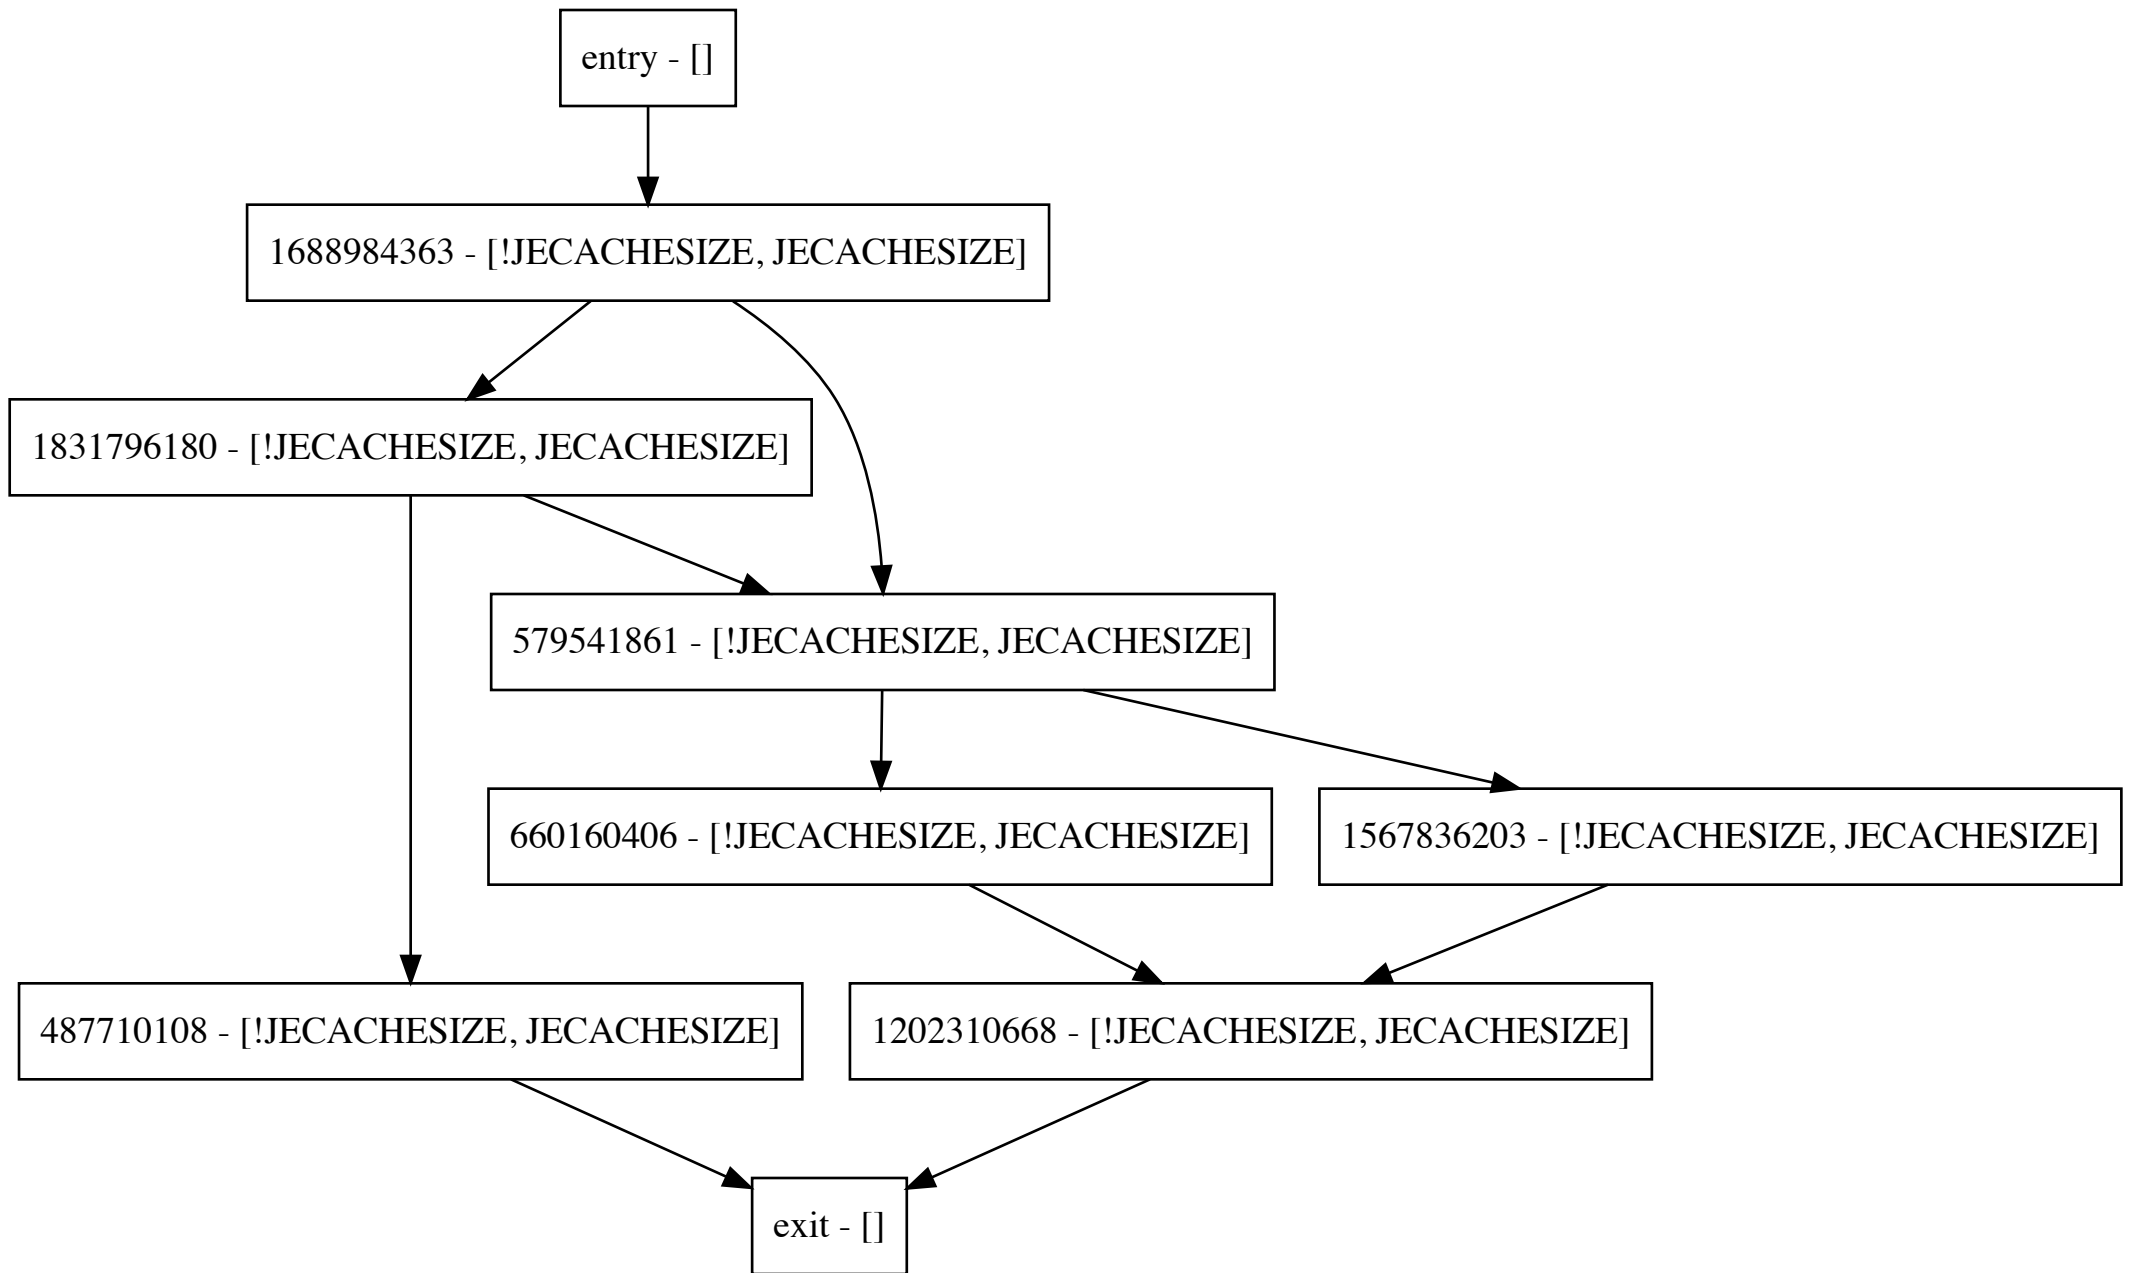 entry - []
1688984363 - [!JECACHESIZE, JECACHESIZE]
1831796180 - [!JECACHESIZE, JECACHESIZE]
579541861 - [!JECACHESIZE, JECACHESIZE]
660160406 - [!JECACHESIZE, JECACHESIZE]
1567836203 - [!JECACHESIZE, JECACHESIZE]
487710108 - [!JECACHESIZE, JECACHESIZE]
1202310668 - [!JECACHESIZE, JECACHESIZE]
exit - []